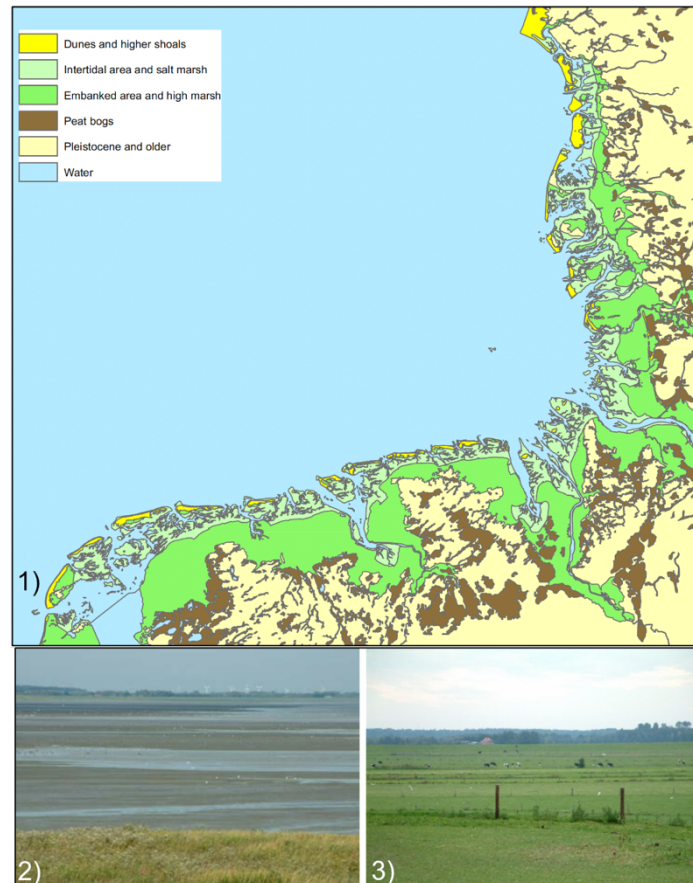 Dunes and higher shoals
Intertidal area and salt marsh
Embanked area and high marsh
Peat bogs
Pleistocene and older
Water
1)
2)
3)